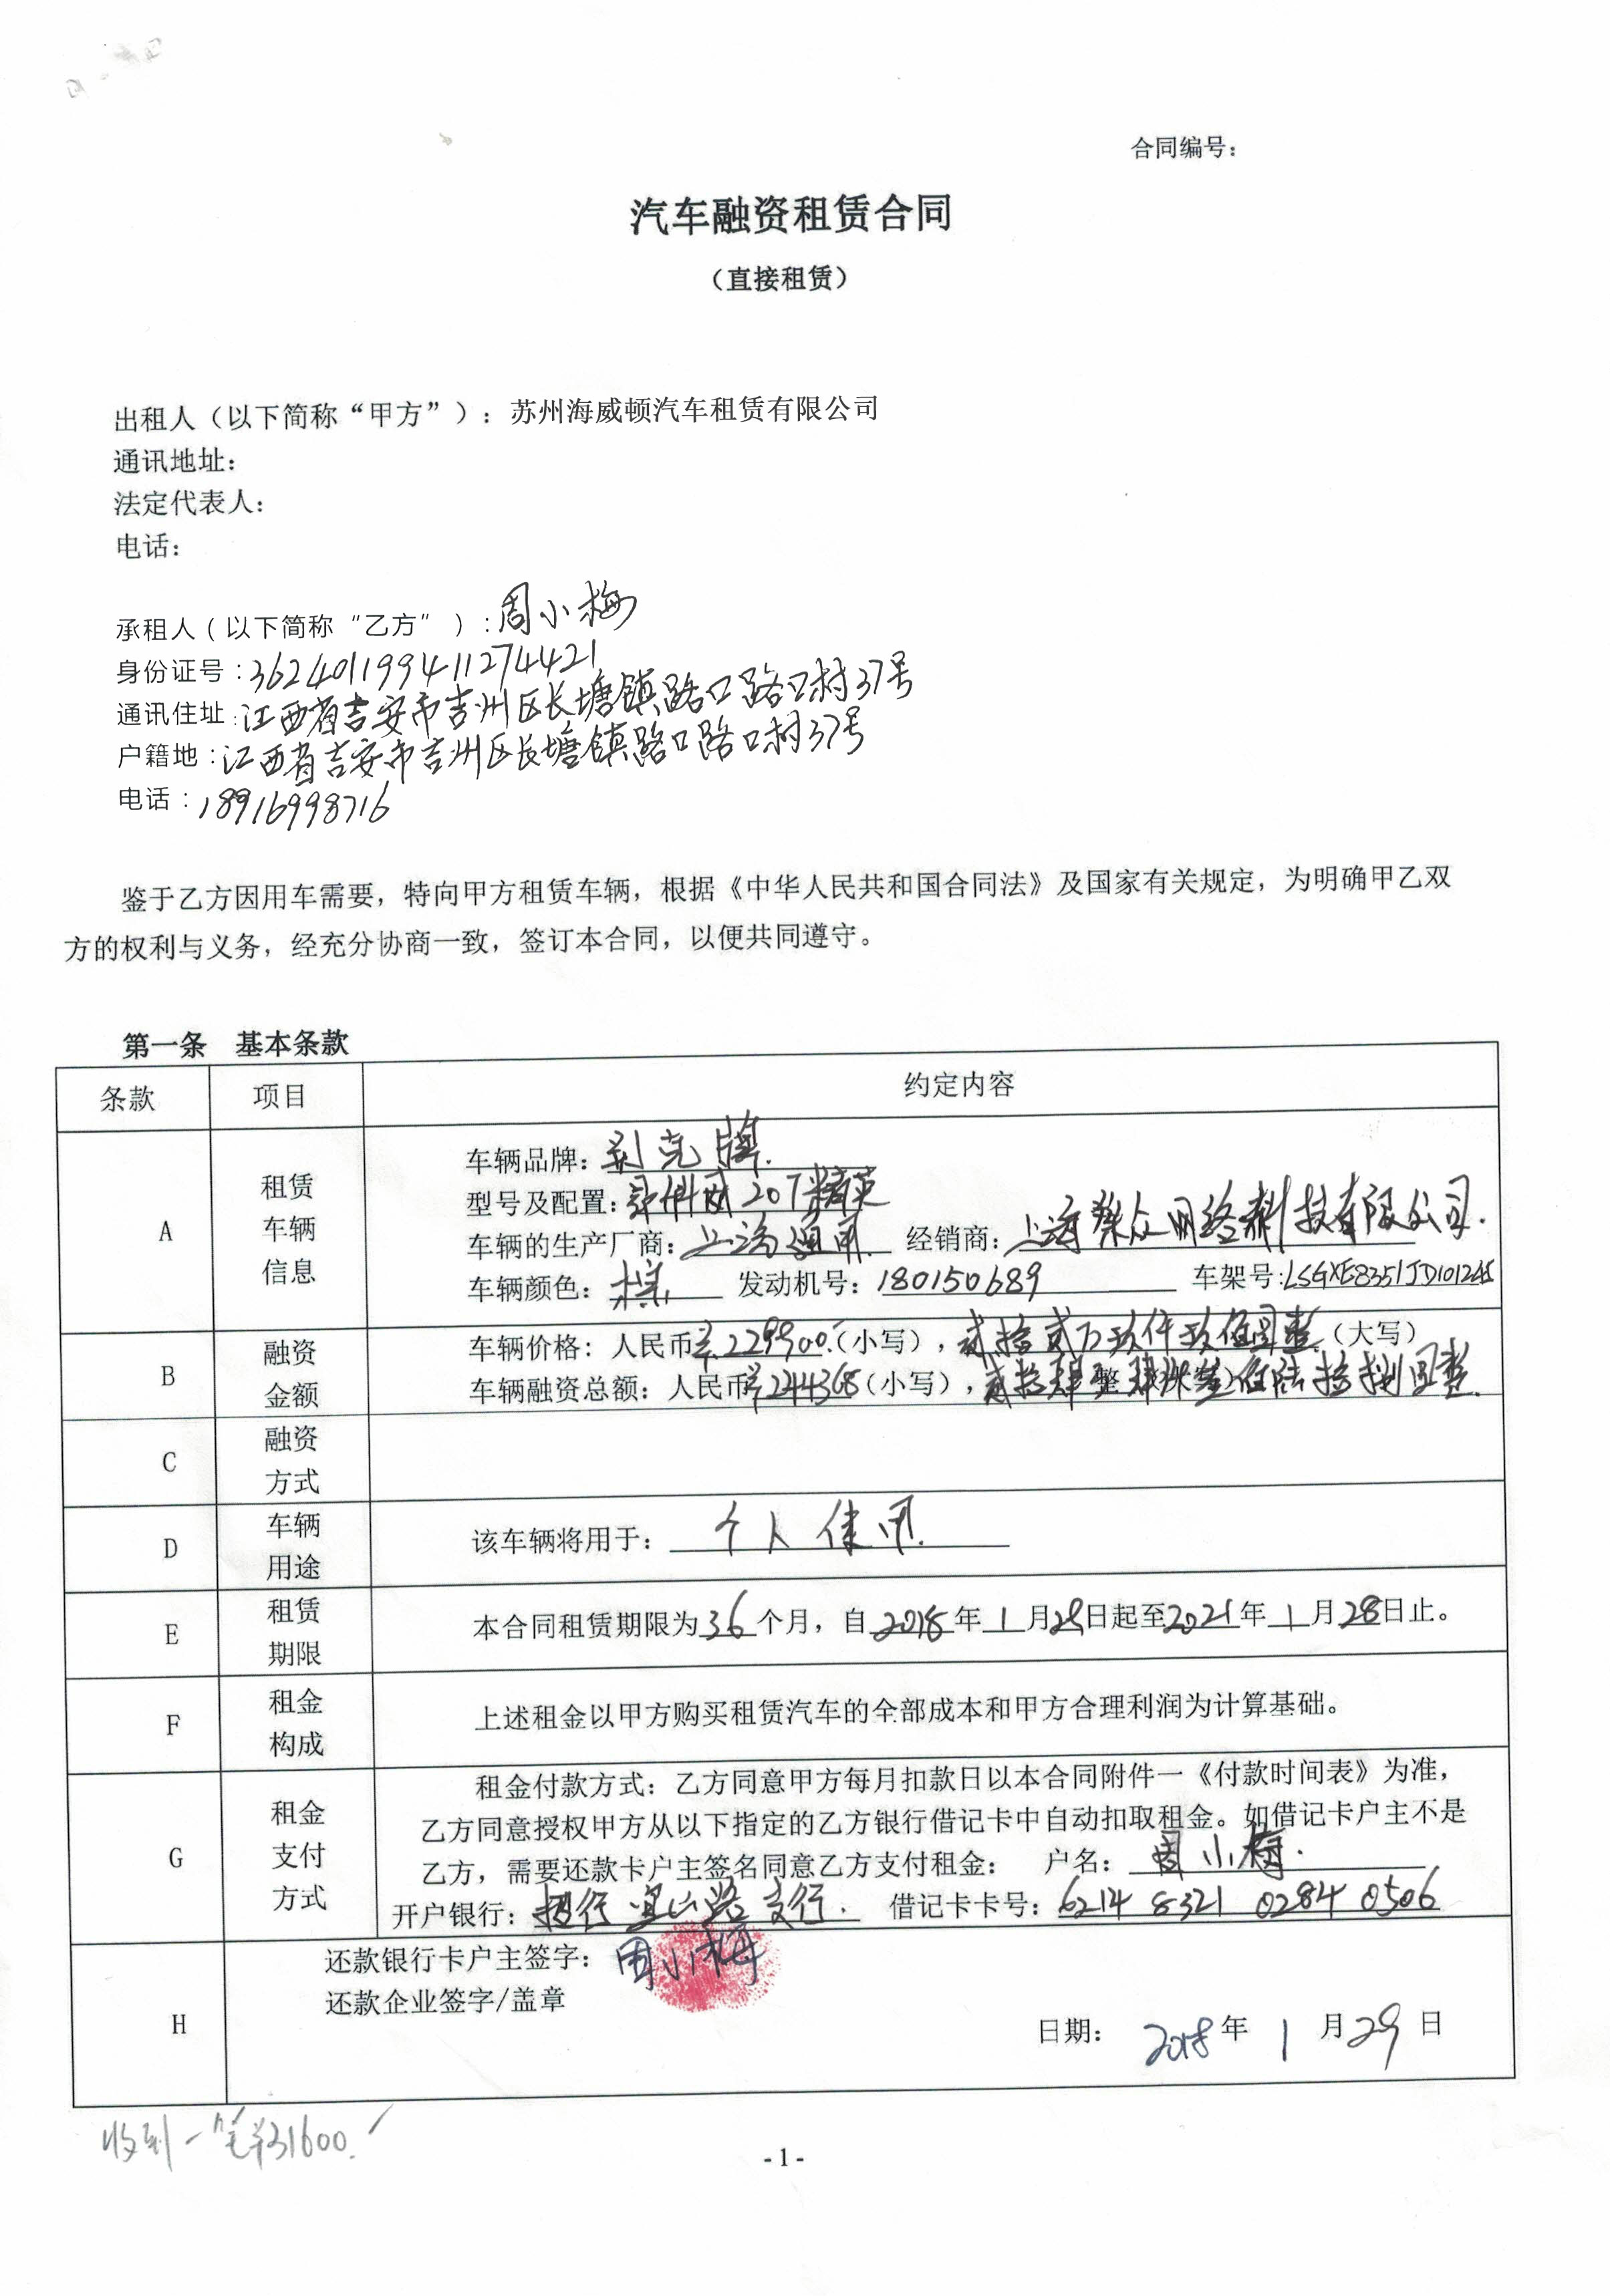 合同编号：
汽车融资租赁合同
（直接租赁）
出租人（以下简称“甲方”）：苏州海威顿汽车租赁有限公司
通讯地址：
法定代表人：
电话：
承租人（以下简称“乙方”）：周小梅
身份证号：362401199411274421
通讯住址：江西省吉安市吉州区长塘镇路口路口村37号
户籍地：江西省吉安市吉州区长塘镇路口路口村37号
电话：18916998716
鉴于乙方因用车需要，特向甲方租赁车辆，根据《中华人民共和国合同法》及国家有关规定，为明确甲乙双
方的权利与义务，经充分协商一致，签订本合同，以便共同遵守。
第一条 基本条款
条款 项目 约定内容
A 租赁车辆信息
车辆品牌：别克牌.
型号及配置：昂科威 20T精英
车辆的生产厂商：上海通用 经销商：上海 众网络科技有限公司.
车辆颜色：棕 发动机号：180150689 车架号:LSGXE8351JD101245
B 融资金额
车辆价格：人民币¥229900.（小写），贰拾贰万玖仟玖佰圆整（大写）
车辆融资总额：人民币¥244368（小写），贰拾肆 整 肆仟叁佰陆拾捌圆整
C 融资方式
D 车辆用途
该车辆将用于：个人使用.
E 租赁期限
本合同租赁期限为36个月，自2018年1月29日起至2021年1月28日止。
F 租金构成
上述租金以甲方购买租赁汽车的全部成本和甲方合理利润为计算基础。
G 租金支付方式
租金付款方式：乙方同意甲方每月扣款日以本合同附件一《付款时间表》为准，
乙方同意授权甲方从以下指定的乙方银行借记卡中自动扣取租金。如借记卡户主不是
乙方，需要还款卡户主签名同意乙方支付租金： 户名：周小梅.
开户银行：招行宜山路支行. 借记卡卡号：6214 8321 0284 0506
H
还款银行卡户主签字：周小梅
还款企业签字/盖章
日期： 2018年 1 月29 日
收到一笔¥31600.
- 1 -